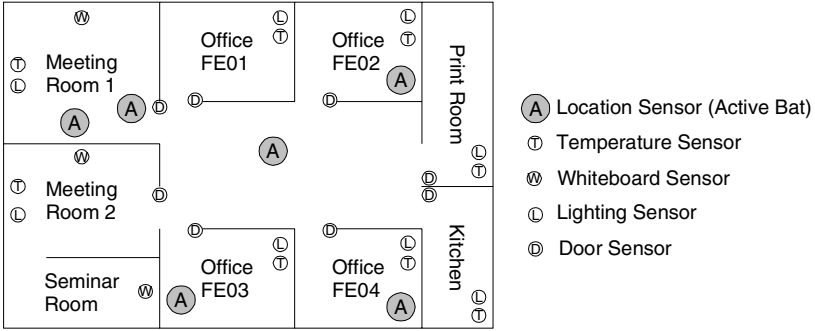 W
L
T
Office
FE01
L
T
Office
FE02
A
Print Room
T
L
Meeting
Room 1
A
A
D
D
D
W
A
L
T
D
D
T
L
Meeting
Room 2
D
D
D
Kitchen
L
T
Office
FE03
A
L
T
Office
FE04
A
L
T
Seminar
Room
W
A Location Sensor (Active Bat)
T Temperature Sensor
W Whiteboard Sensor
L Lighting Sensor
D Door Sensor